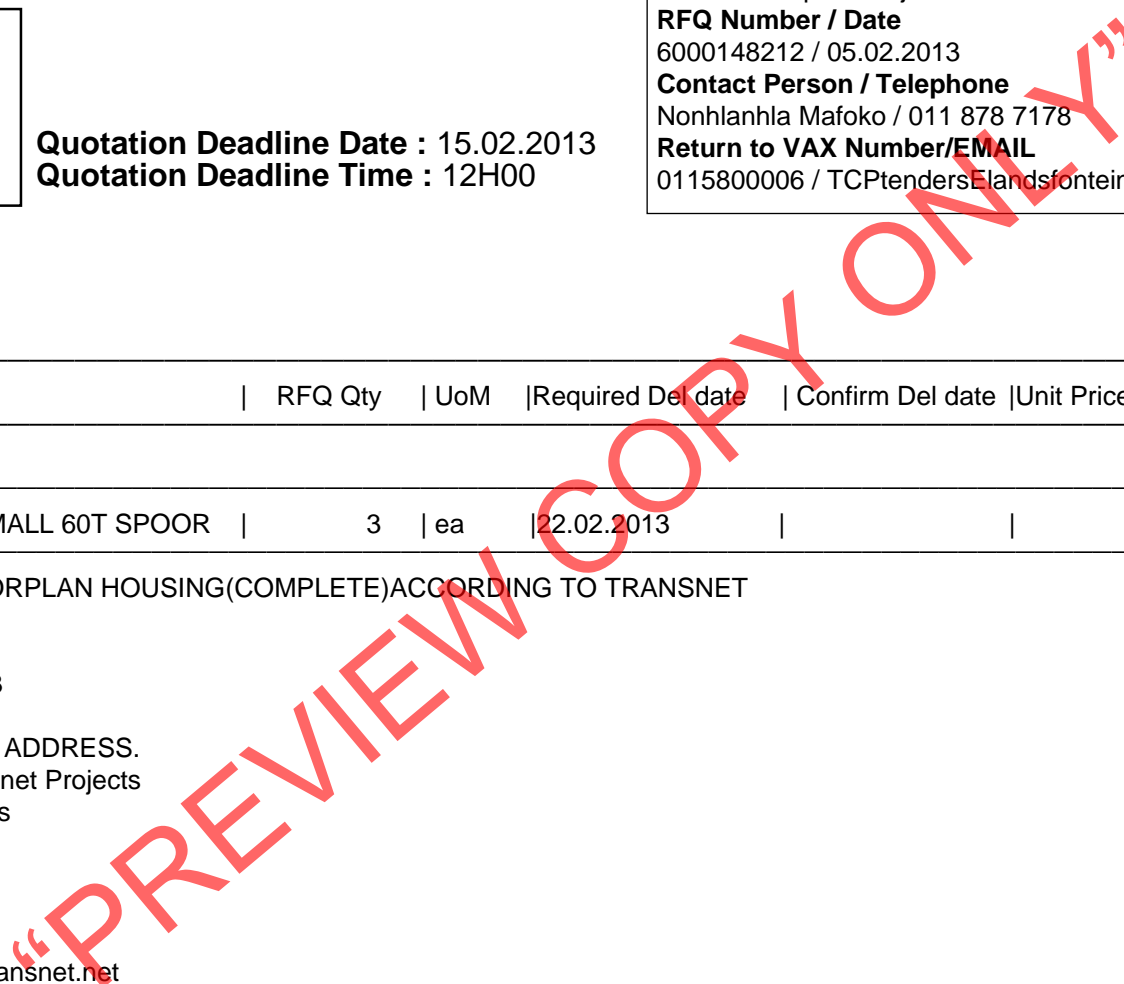 RFQ Number / Date
6000148212 / 05.02.2013
Contact Person / Telephone
Nonhlanhla Mafoko / 011 878 7178
Return to VAX Number/EMAIL
0115800006 / TCPtendersElandsfontein
Quotation Deadline Date : 15.02.2013
Quotation Deadline Time : 12H00
| RFQ Qty | UoM |Required Del date | Confirm Del date |Unit Price
MALL 60T SPOOR | 3 | ea |22.02.2013 | |
ORPLAN HOUSING(COMPLETE)ACCORDING TO TRANSNET
ADDRESS.
net Projects
s
ansnet.net
“PREVIEW COPY ONLY”